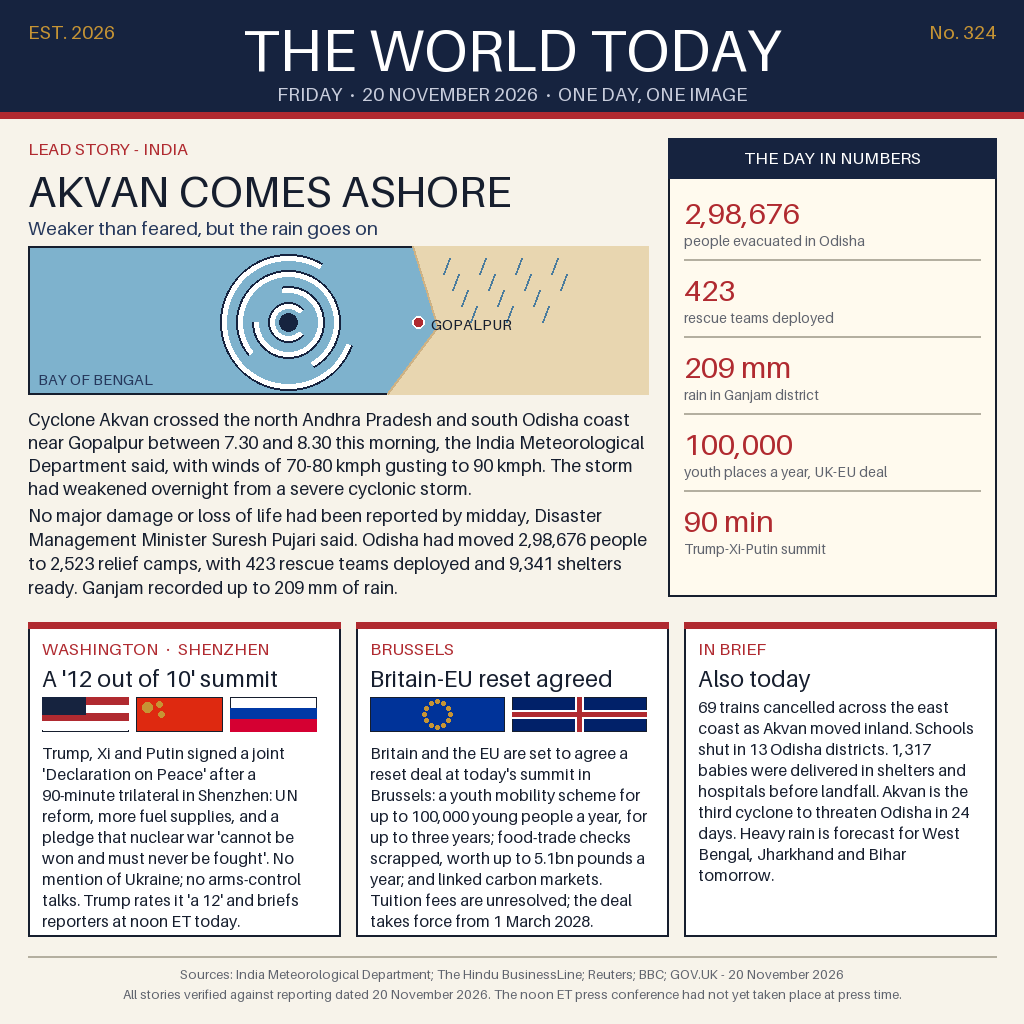 EST. 2026
THE WORLD TODAY
No. 324
FRIDAY · 20 NOVEMBER 2026 · ONE DAY, ONE IMAGE
LEAD STORY - INDIA
AKVAN COMES ASHORE
Weaker than feared, but the rain goes on
GOPALPUR
BAY OF BENGAL
Cyclone Akvan crossed the north Andhra Pradesh and south Odisha coast
near Gopalpur between 7.30 and 8.30 this morning, the India Meteorological
Department said, with winds of 70-80 kmph gusting to 90 kmph. The storm
had weakened overnight from a severe cyclonic storm.
No major damage or loss of life had been reported by midday, Disaster
Management Minister Suresh Pujari said. Odisha had moved 2,98,676 people
to 2,523 relief camps, with 423 rescue teams deployed and 9,341 shelters
ready. Ganjam recorded up to 209 mm of rain.
THE DAY IN NUMBERS
2,98,676
people evacuated in Odisha
423
rescue teams deployed
209 mm
rain in Ganjam district
100,000
youth places a year, UK-EU deal
90 min
Trump-Xi-Putin summit
WASHINGTON · SHENZHEN
A '12 out of 10' summit
Trump, Xi and Putin signed a joint
'Declaration on Peace' after a
90-minute trilateral in Shenzhen: UN
reform, more fuel supplies, and a
pledge that nuclear war 'cannot be
won and must never be fought'. No
mention of Ukraine; no arms-control
talks. Trump rates it 'a 12' and briefs
reporters at noon ET today.
BRUSSELS
Britain-EU reset agreed
Britain and the EU are set to agree a
reset deal at today's summit in
Brussels: a youth mobility scheme for
up to 100,000 young people a year, for
up to three years; food-trade checks
scrapped, worth up to 5.1bn pounds a
year; and linked carbon markets.
Tuition fees are unresolved; the deal
takes force from 1 March 2028.
IN BRIEF
Also today
69 trains cancelled across the east
coast as Akvan moved inland. Schools
shut in 13 Odisha districts. 1,317
babies were delivered in shelters and
hospitals before landfall. Akvan is the
third cyclone to threaten Odisha in 24
days. Heavy rain is forecast for West
Bengal, Jharkhand and Bihar
tomorrow.
Sources: India Meteorological Department; The Hindu BusinessLine; Reuters; BBC; GOV.UK - 20 November 2026
All stories verified against reporting dated 20 November 2026. The noon ET press conference had not yet taken place at press time.